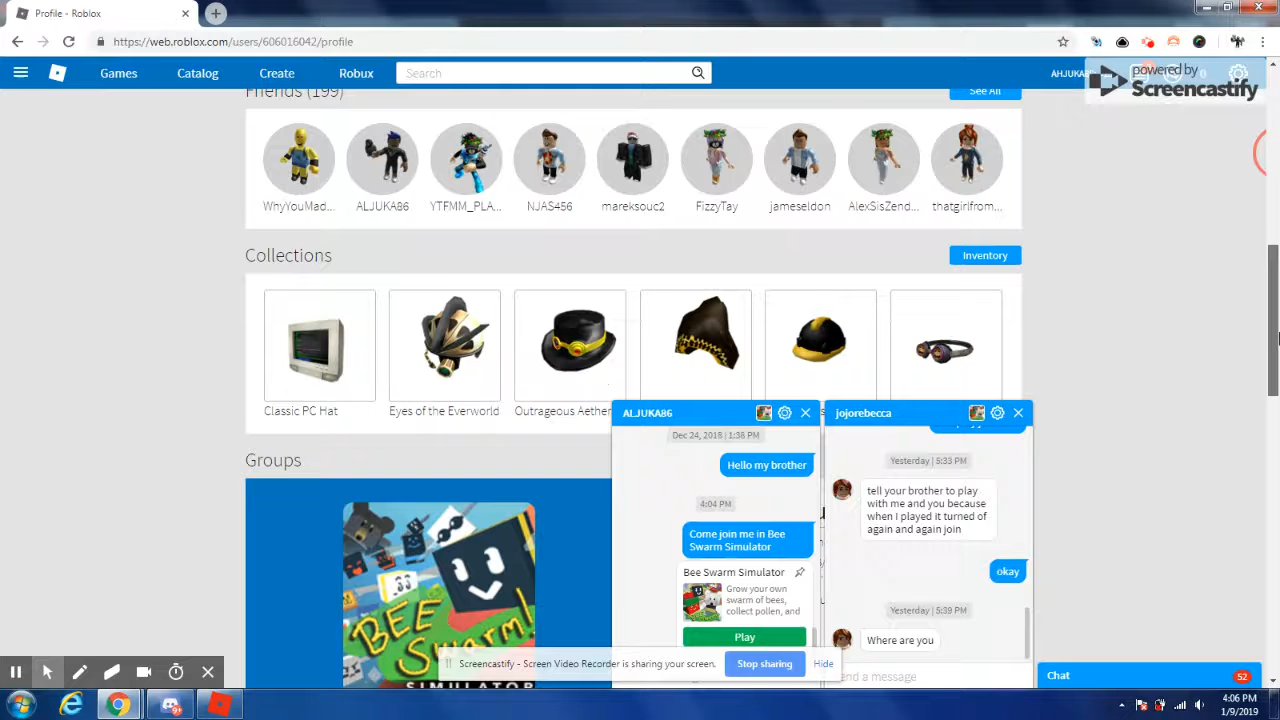 Profile - Roblox
https://web.roblox.com/users/606016042/profile
Games
Catalog
Create
Robux
Search
powered by
Screencastify
Friends (199)
See All
WhyYouMad...
ALJUKA86
YTFMM_PLA...
NJAS456
mareksouc2
FizzyTay
jameseldon
AlexSisZend...
thatgirlfrom...
Collections
Inventory
Classic PC Hat
Eyes of the Everworld
Outrageous Aether
Groups
BEE
SWARM!
SIMULATOR
ALJUKA86
Dec 24, 2018 | 1:38 PM
Hello my brother
4:04 PM
Come join me in Bee
Swarm Simulator
Bee Swarm Simulator
Grow your own
swarm of bees,
collect pollen, and
Play
jojorebecca
Yesterday | 5:33 PM
tell your brother to play
with me and you because
when I played it turned of
again and again join
okay
Yesterday | 5:39 PM
Where are you
end a message
Screencastify - Screen Video Recorder is sharing your screen.
Stop sharing
Hide
Chat
52
4:06 PM
1/9/2019